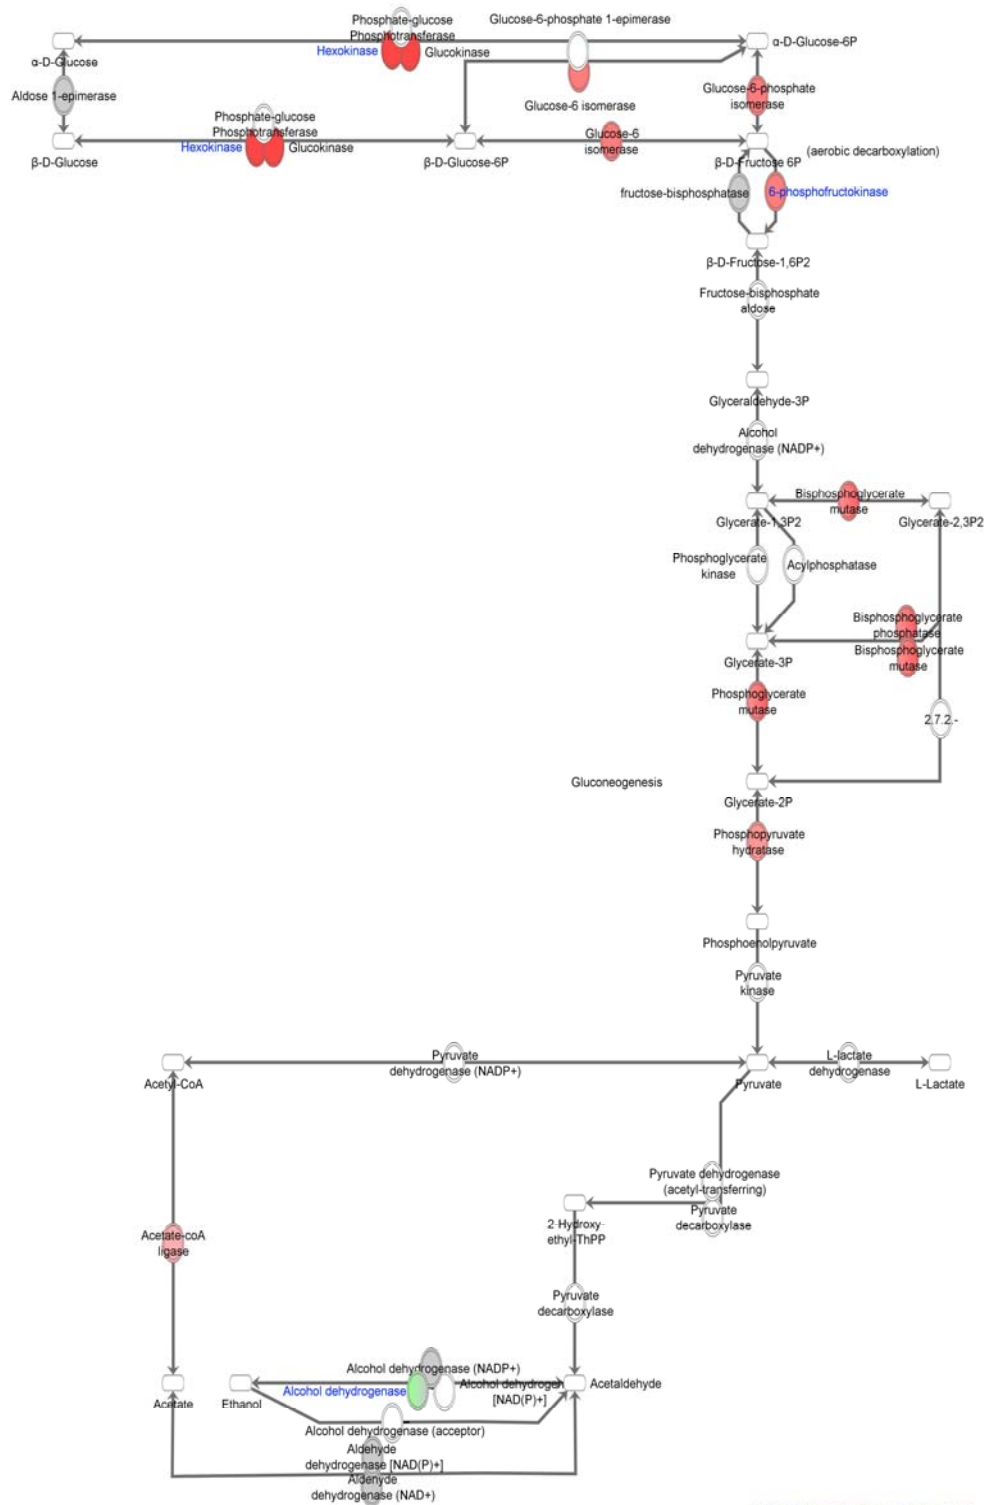 Phosphate-glucose
Phosphotransferase
Glucose-6-phosphate 1-epimerase
Hexokinase
Glucokinase
α-D-Glucose
α-D-Glucose-6P
Aldose 1-epimerase
Glucose-6 isomerase
Glucose-6-phosphate
isomerase
Phosphate-glucose
Phosphotransferase
Hexokinase
Glucokinase
β-D-Glucose
β-D-Glucose-6P
Glucose-6
isomerase
β-D-Fructose 6P
(aerobic decarboxylation)
fructose-bisphosphatase
6-phosphofructokinase
β-D-Fructose-1,6P2
Fructose-bisphosphate
aldose
Glyceraldehyde-3P
Alcohol
dehydrogenase (NADP+)
Bisphosphoglycerate
mutase
Glycerate-1,3P2
Glycerate-2,3P2
Phosphoglycerate
kinase
Acylphosphatase
Bisphosphoglycerate
phosphatase
Bisphosphoglycerate
mutase
Glycerate-3P
Phosphoglycerate
mutase
2.7.2.-
Gluconeogenesis
Glycerate-2P
Phosphopyruvate
hydratase
Phosphoenolpyruvate
Pyruvate
kinase
Pyruvate
dehydrogenase (NADP+)
L-lactate
dehydrogenase
Acetyl-CoA
Pyruvate
L-Lactate
Pyruvate dehydrogenase
(acetyl-transferring)
Pyruvate
decarboxylase
2-Hydroxy-
ethyl-ThPP
Acetate-coA
ligase
Pyruvate
decarboxylase
Alcohol dehydrogenase (NADP+)
Alcohol dehydrogenase
Alcohol dehydrogen
[NAD(P)+]
Acetaldehyde
Acetate
Ethanol
Alcohol dehydrogenase (acceptor)
Aldehyde
dehydrogenase [NAD(P)+]
Aldehyde
dehydrogenase (NAD+)